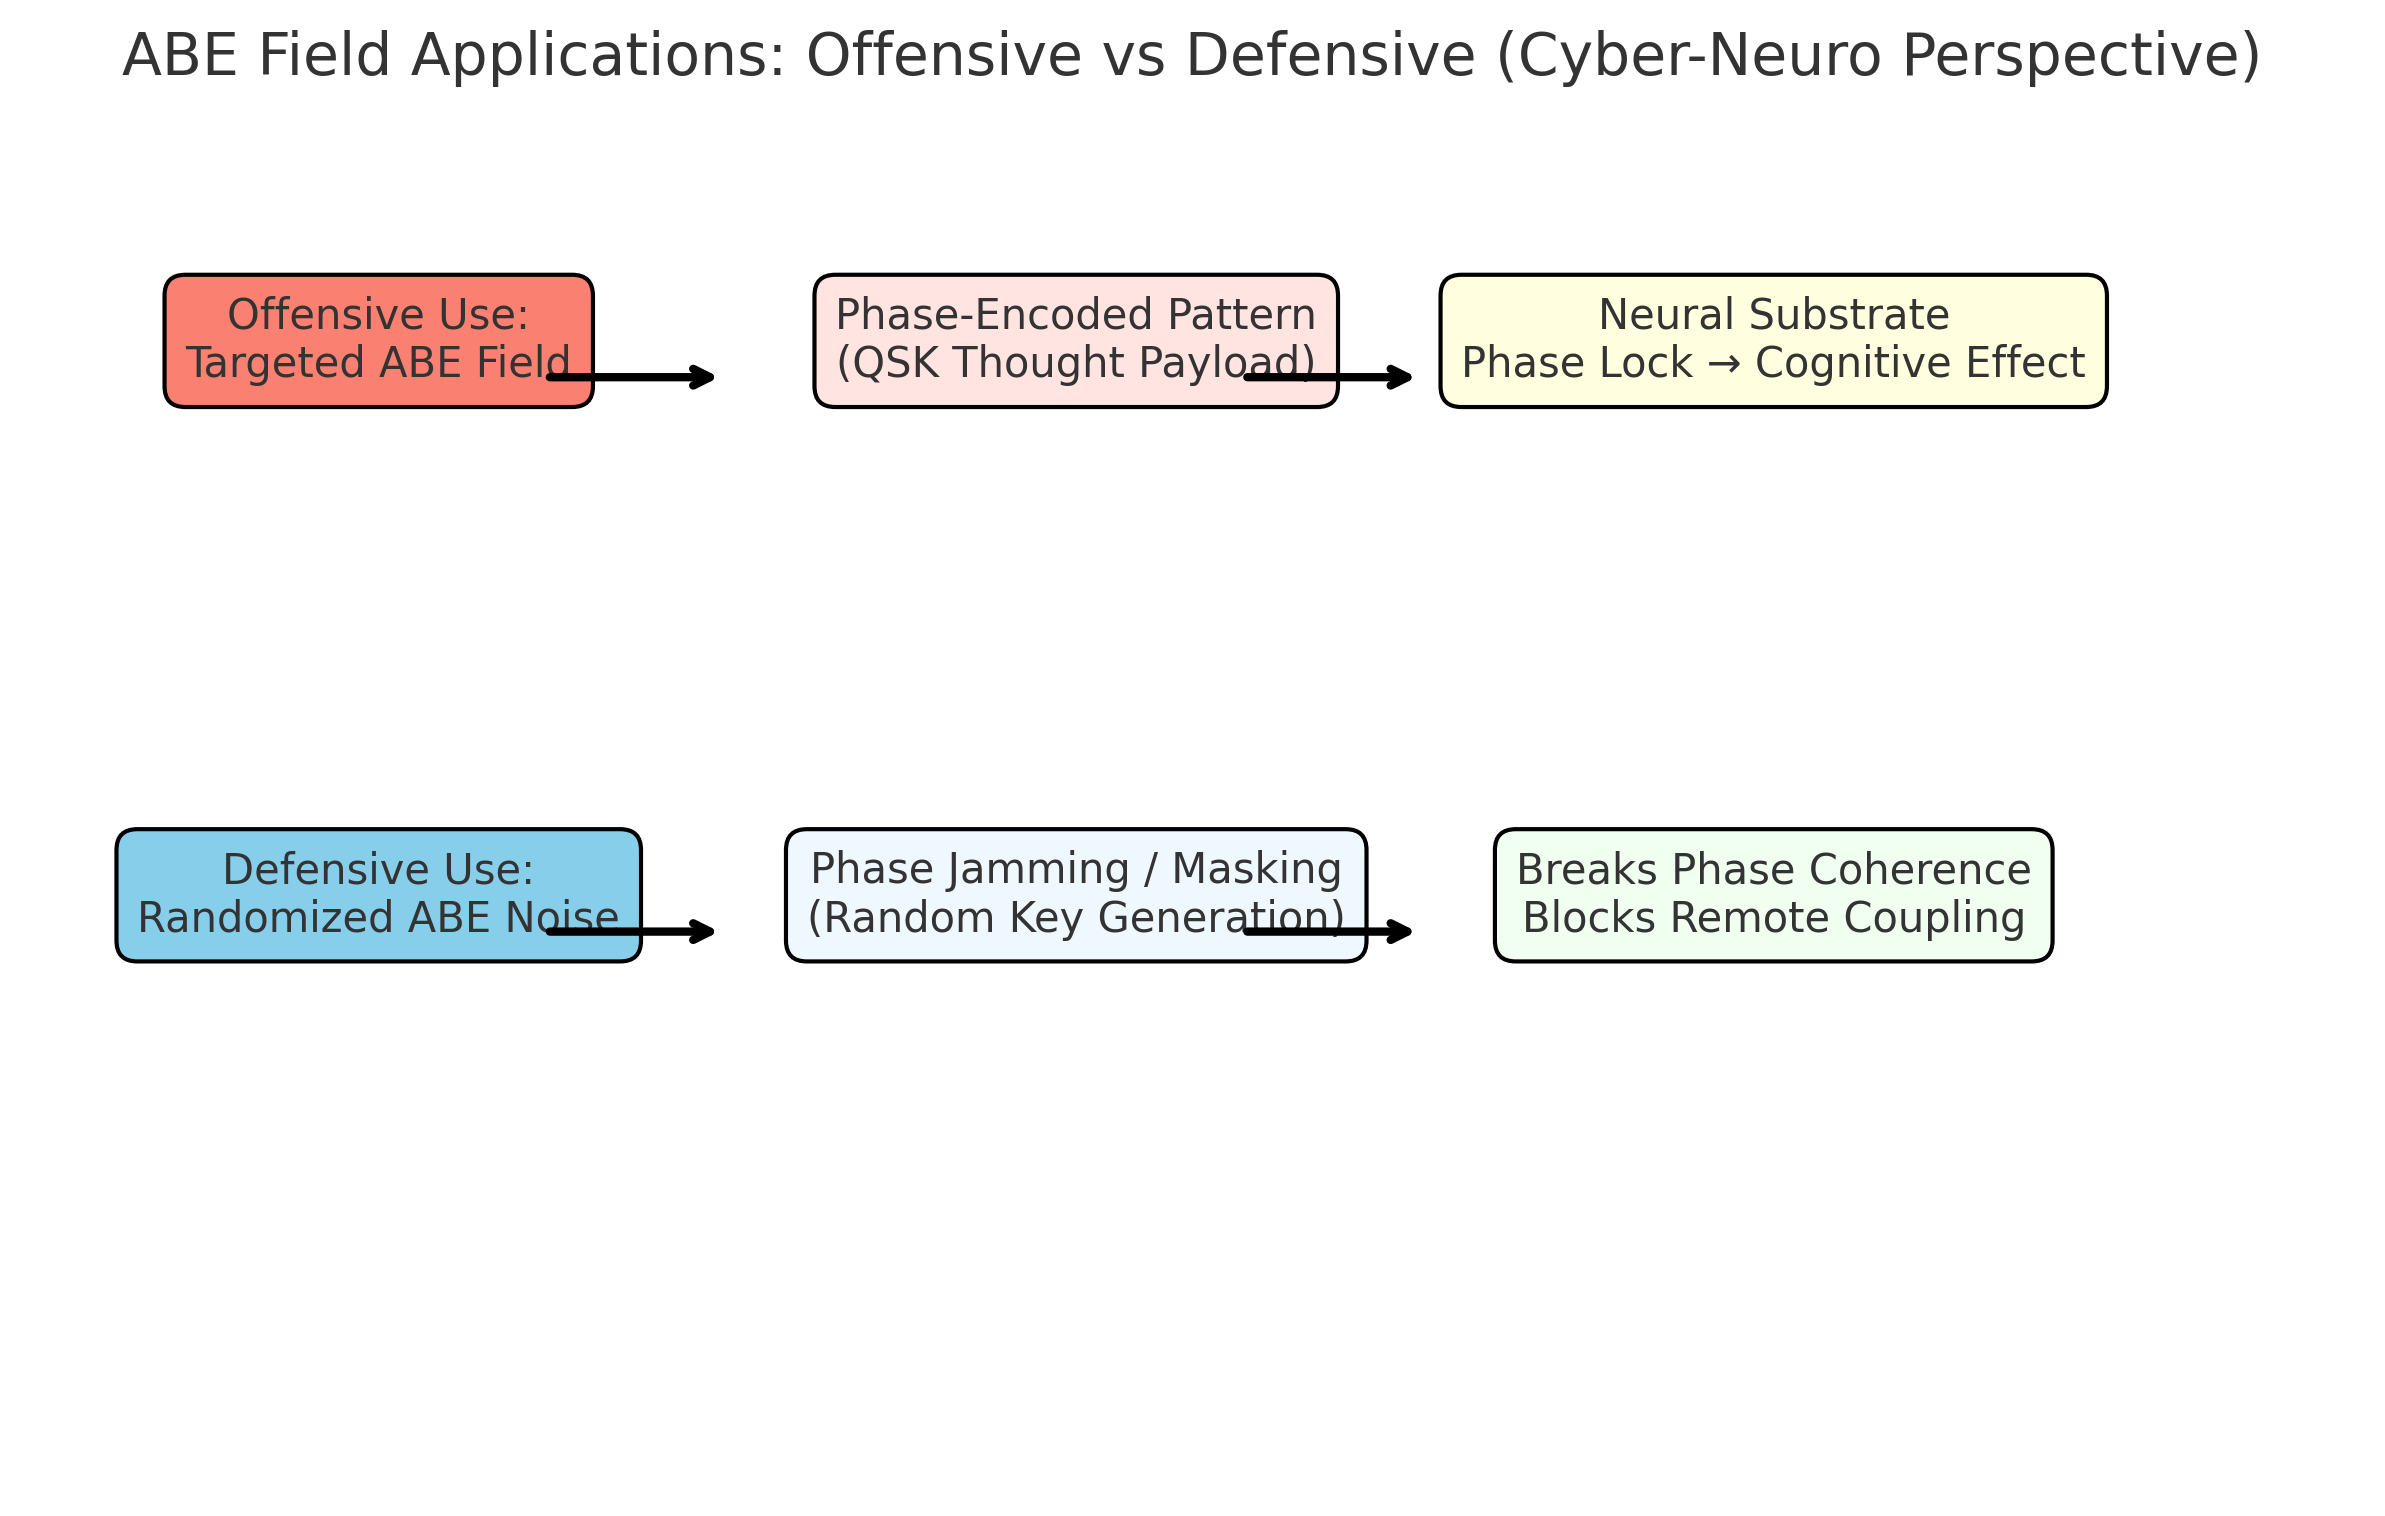 ABE Field Applications: Offensive vs Defensive (Cyber-Neuro Perspective)
Offensive Use:
Targeted ABE Field
Phase-Encoded Pattern
(QSK Thought Payload)
Neural Substrate
Phase Lock → Cognitive Effect
Defensive Use:
Randomized ABE Noise
Phase Jamming / Masking
(Random Key Generation)
Breaks Phase Coherence
Blocks Remote Coupling